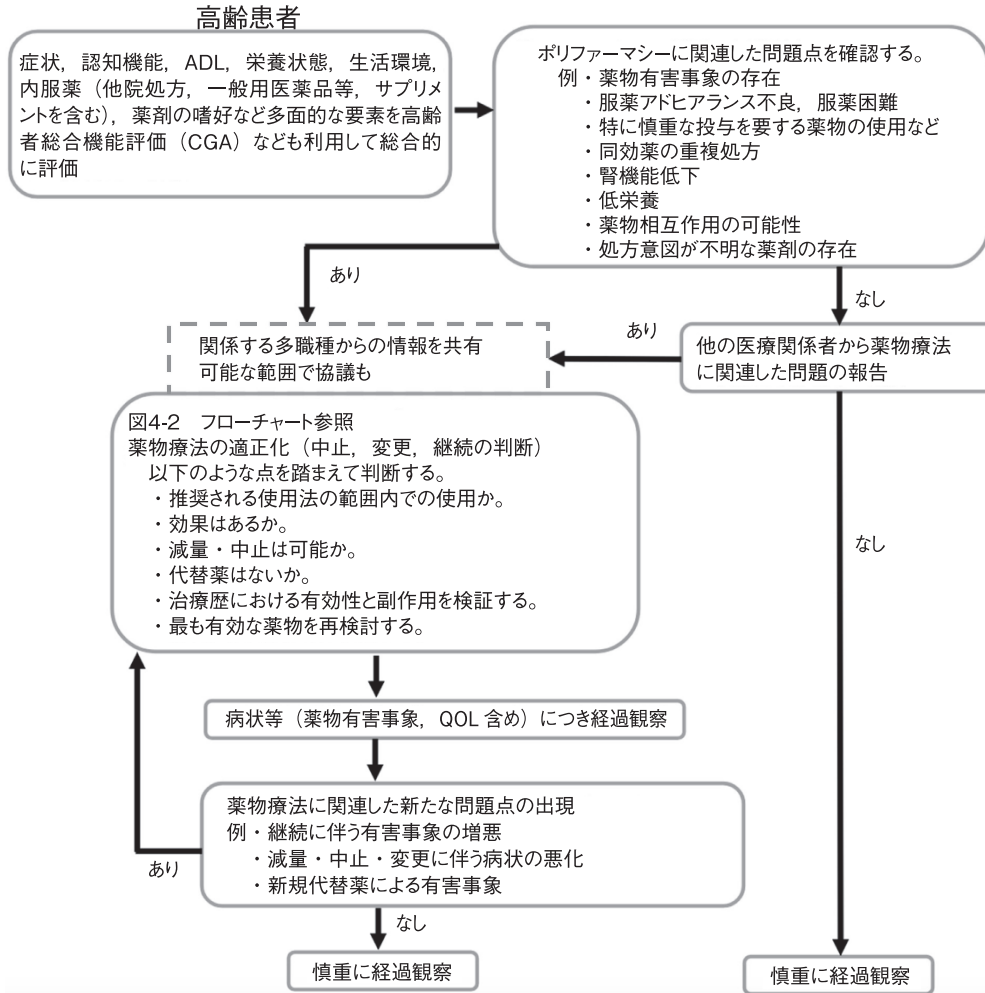 高齢患者
症状，認知機能，ADL，栄養状態，生活環境，
内服薬（他院処方，一般用医薬品等，サプリメ
ントを含む），薬剤の嗜好など多面的な要素を高齢
者総合機能評価（CGA）なども利用して総合的
に評価
ポリファーマシーに関連した問題点を確認する。
例・薬物有害事象の存在
・服薬アドヒアランス不良，服薬困難
・特に慎重な投与を要する薬物の使用など
・同効薬の重複処方
・腎機能低下
・低栄養
・薬物相互作用の可能性
・処方意図が不明な薬剤の存在
あり
なし
関係する多職種からの情報を共有
可能な範囲で協議も
あり
他の医療関係者から薬物療法
に関連した問題の報告
図4-2　フローチャート参照
薬物療法の適正化（中止，変更，継続の判断）
以下のような点を踏まえて判断する。
・推奨される使用法の範囲内での使用か。
・効果はあるか。
・減量・中止は可能か。
・代替薬はないか。
・治療歴における有効性と副作用を検証する。
・最も有効な薬物を再検討する。
なし
病状等（薬物有害事象，QOL 含め）につき経過観察
薬物療法に関連した新たな問題点の出現
例・継続に伴う有害事象の増悪
・減量・中止・変更に伴う病状の悪化
・新規代替薬による有害事象
あり
なし
慎重に経過観察
慎重に経過観察